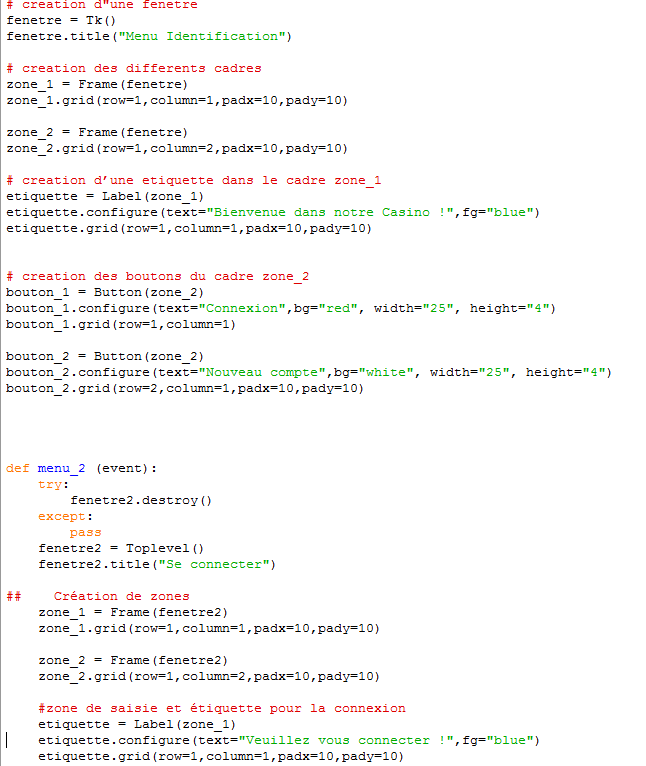 # creation d"une fenetre
fenetre = Tk()
fenetre.title("Menu Identification")
# creation des differents cadres
zone_1 = Frame(fenetre)
zone_1.grid(row=1,column=1,padx=10,pady=10)
zone_2 = Frame(fenetre)
zone_2.grid(row=1,column=2,padx=10,pady=10)
# creation d’une etiquette dans le cadre zone_1
etiquette = Label(zone_1)
etiquette.configure(text="Bienvenue dans notre Casino !",fg="blue")
etiquette.grid(row=1,column=1,padx=10,pady=10)
# creation des boutons du cadre zone_2
bouton_1 = Button(zone_2)
bouton_1.configure(text="Connexion",bg="red", width="25", height="4")
bouton_1.grid(row=1,column=1)
bouton_2 = Button(zone_2)
bouton_2.configure(text="Nouveau compte",bg="white", width="25", height="4")
bouton_2.grid(row=2,column=1,padx=10,pady=10)
def menu_2 (event):
    try:
        fenetre2.destroy()
    except:
        pass
    fenetre2 = Toplevel()
    fenetre2.title("Se connecter")
##    Création de zones
    zone_1 = Frame(fenetre2)
    zone_1.grid(row=1,column=1,padx=10,pady=10)
    zone_2 = Frame(fenetre2)
    zone_2.grid(row=1,column=2,padx=10,pady=10)
    #zone de saisie et étiquette pour la connexion
    etiquette = Label(zone_1)
    etiquette.configure(text="Veuillez vous connecter !",fg="blue")
    etiquette.grid(row=1,column=1,padx=10,pady=10)